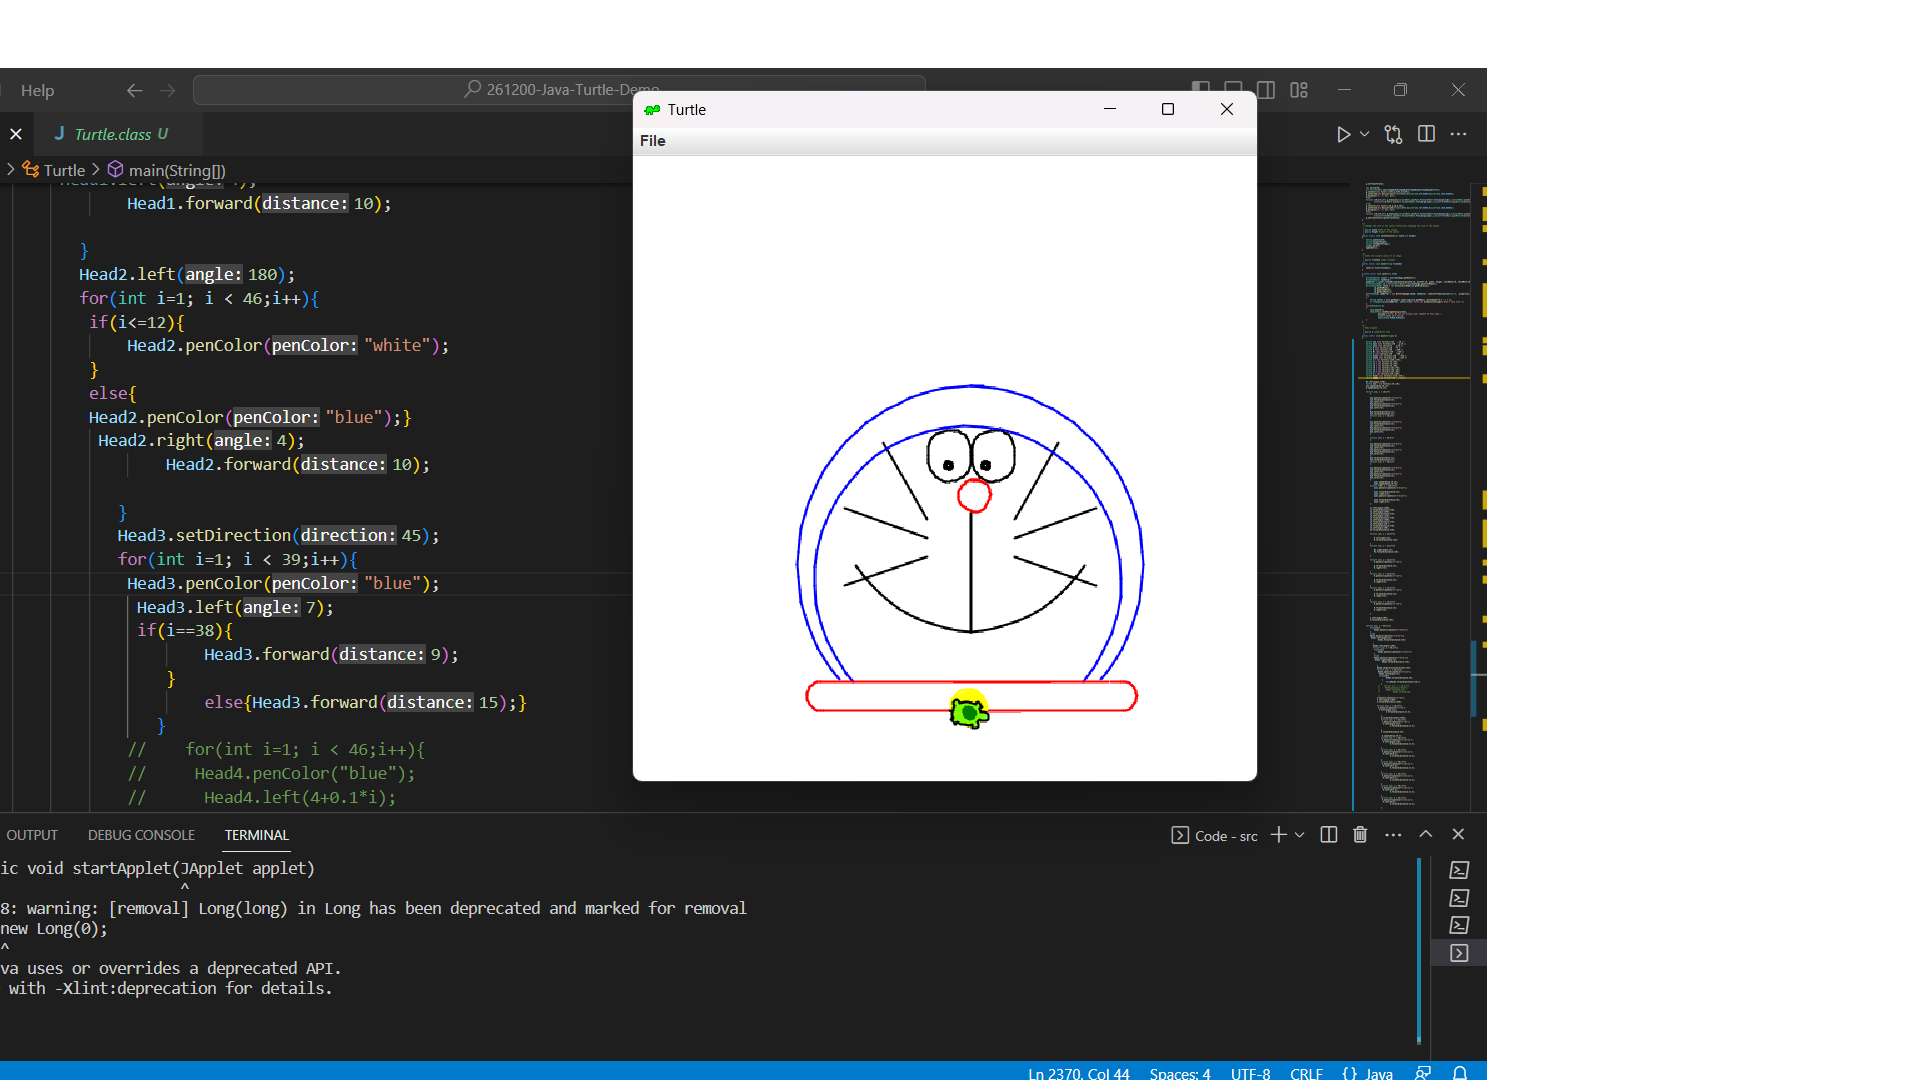 Help
261200-Java-Turtle-Demo
Turtle
File
J Turtle.class U
Turtle
main(String[])
Head1.forward(distance: 10);
}
Head2.left(angle: 180);
for(int i=1; i < 46;i++){
if(i<=12){
Head2.penColor(penColor: "white");
}
else{
Head2.penColor(penColor: "blue");}
Head2.right(angle: 4);
Head2.forward(distance: 10);
}
Head3.setDirection(direction: 45);
for(int i=1; i < 39;i++){
Head3.penColor(penColor: "blue");
Head3.left(angle: 7);
if(i==38){
Head3.forward(distance: 9);
}
else{Head3.forward(distance: 15);}
}
// for(int i=1; i < 46;i++){
// Head4.penColor("blue");
// Head4.left(4+0.1*i);
OUTPUT DEBUG CONSOLE TERMINAL
Code - src
ic void startApplet(JApplet applet)
^
8: warning: [removal] Long(long) in Long has been deprecated and marked for removal
new Long(0);
^
va uses or overrides a deprecated API.
with -Xlint:deprecation for details.
Ln 2370, Col 44 Spaces: 4 UTF-8 CRLF {} Java